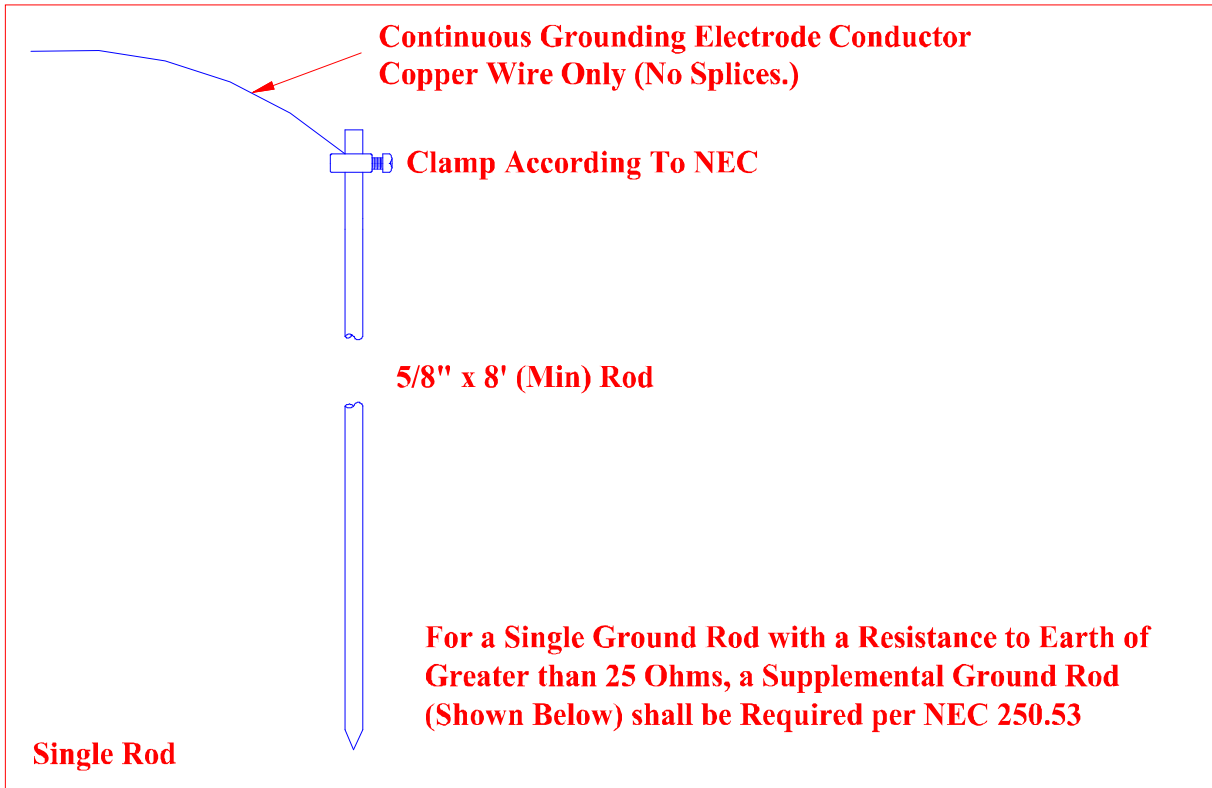 Continuous Grounding Electrode Conductor
Copper Wire Only (No Splices.)
Clamp According To NEC
5/8" x 8' (Min) Rod
For a Single Ground Rod with a Resistance to Earth of
Greater than 25 Ohms, a Supplemental Ground Rod
(Shown Below) shall be Required per NEC 250.53
Single Rod